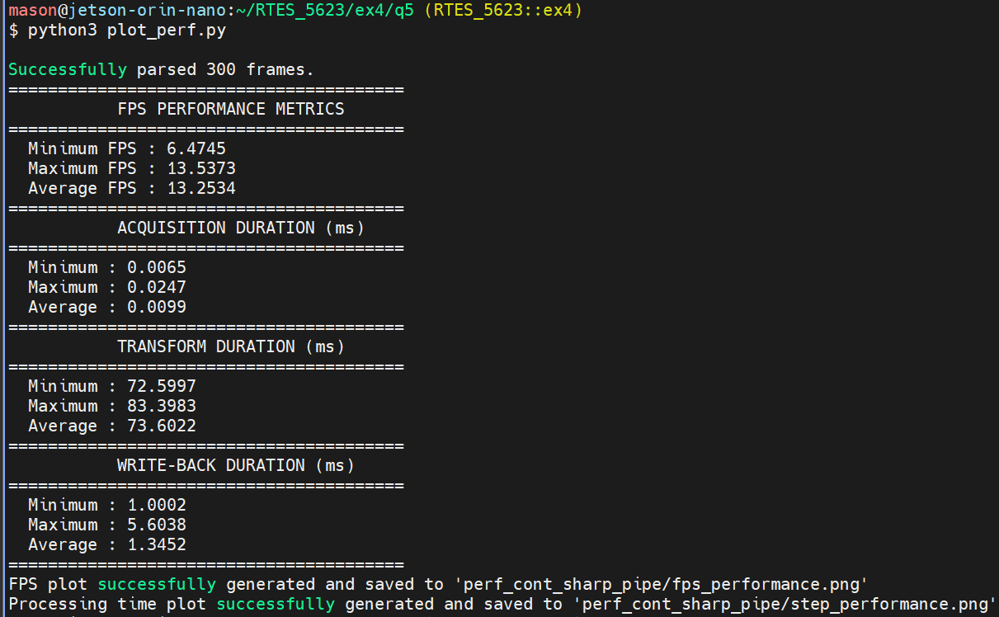 mason@jetson-orin-nano:~/RTES_5623/ex4/q5 (RTES_5623::ex4)
$ python3 plot_perf.py
Successfully parsed 300 frames.
========================================
FPS PERFORMANCE METRICS
========================================
Minimum FPS : 6.4745
Maximum FPS : 13.5373
Average FPS : 13.2534
========================================
ACQUISITION DURATION (ms)
========================================
Minimum : 0.0065
Maximum : 0.0247
Average : 0.0099
========================================
TRANSFORM DURATION (ms)
========================================
Minimum : 72.5997
Maximum : 83.3983
Average : 73.6022
========================================
WRITE-BACK DURATION (ms)
========================================
Minimum : 1.0002
Maximum : 5.6038
Average : 1.3452
========================================
FPS plot successfully generated and saved to 'perf_cont_sharp_pipe/fps_performance.png'
Processing time plot successfully generated and saved to 'perf_cont_sharp_pipe/step_performance.png'